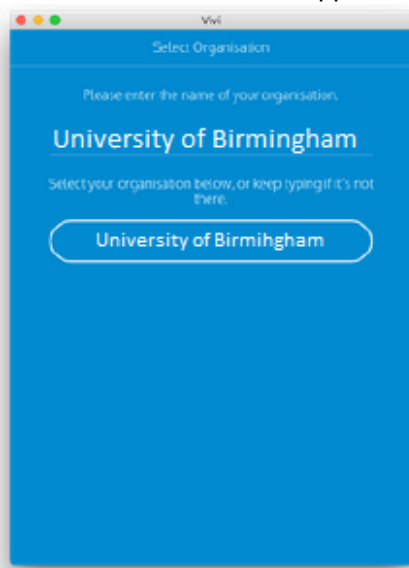 Vivi
Select Organisation
Please enter the name of your organisation.
University of Birmingham
Select your organisation below, or keep typing if it's not
there.
University of Birmihgham